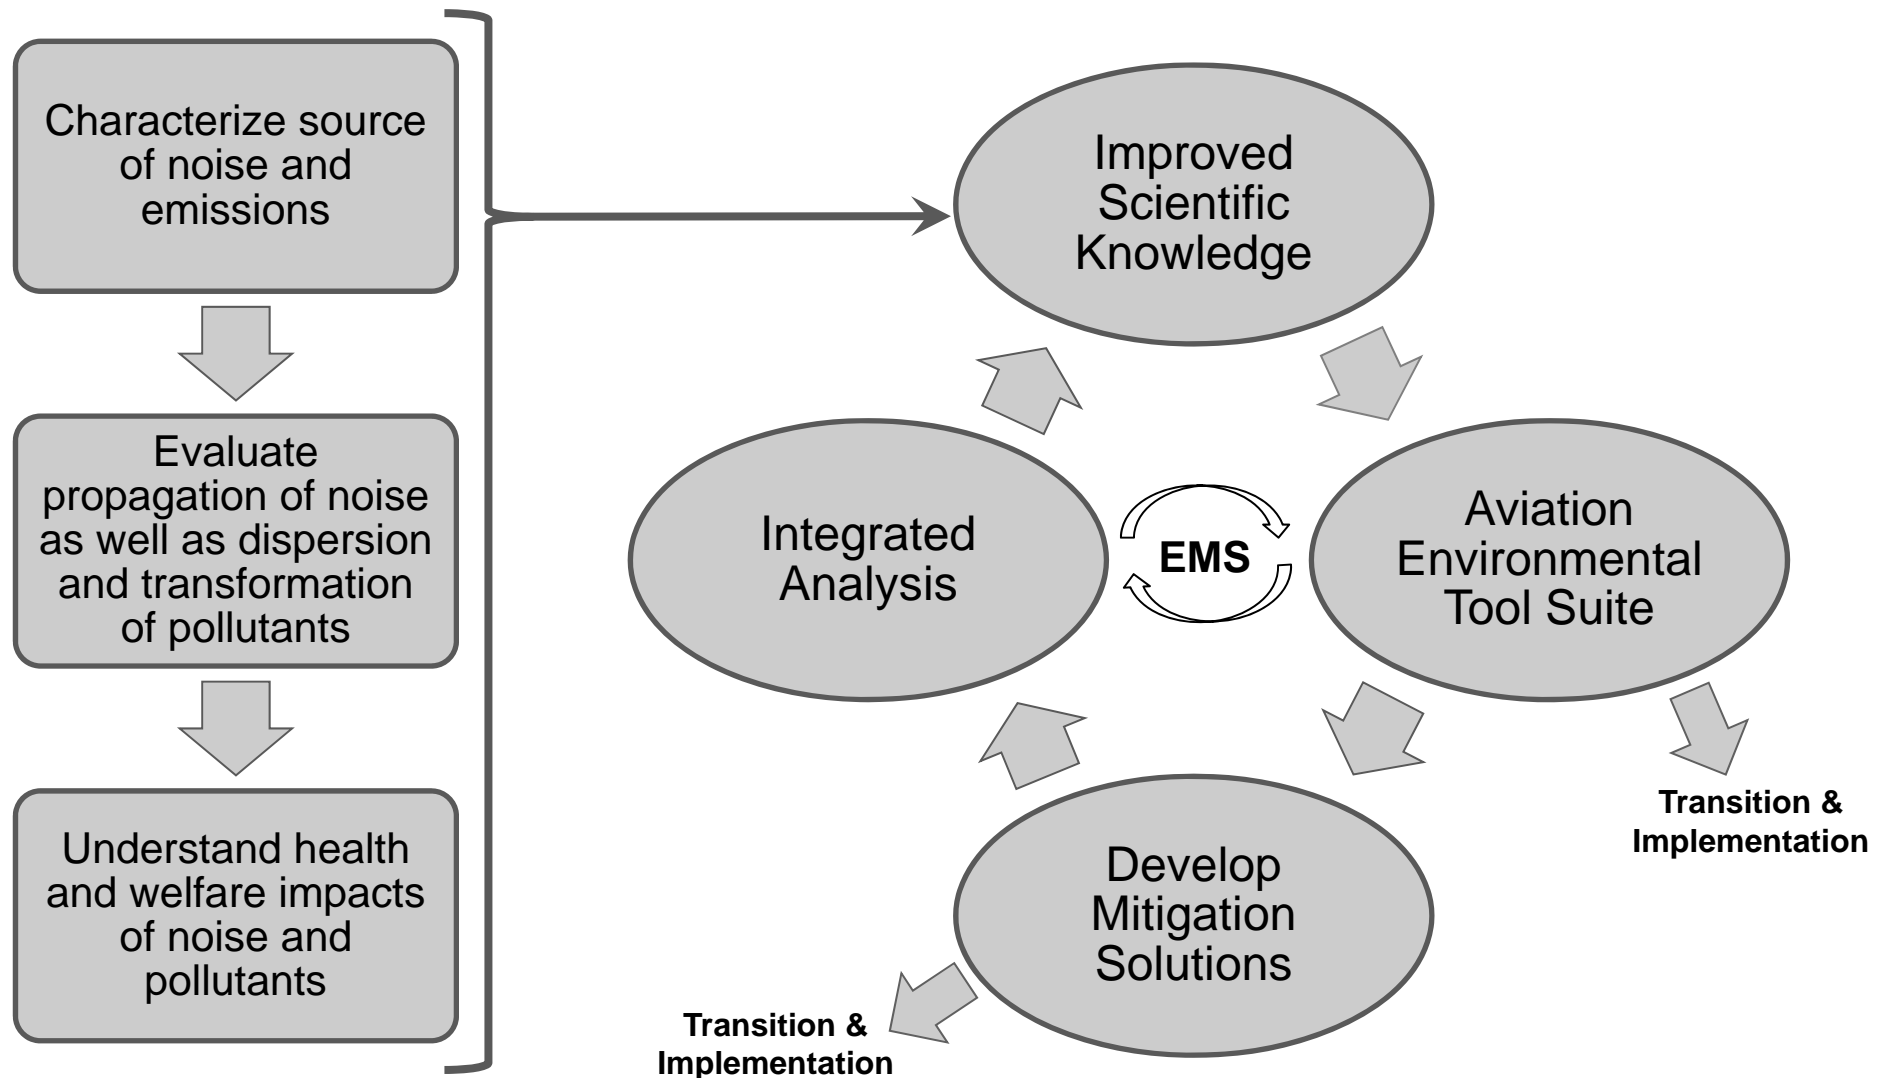 Characterize source
of noise and
emissions
Evaluate
propagation of noise
as well as dispersion
and transformation
of pollutants
Understand health
and welfare impacts
of noise and
pollutants
Improved
Scientific
Knowledge
Integrated
Analysis
EMS
Aviation
Environmental
Tool Suite
Transition &
Implementation
Develop
Mitigation
Solutions
Transition &
Implementation